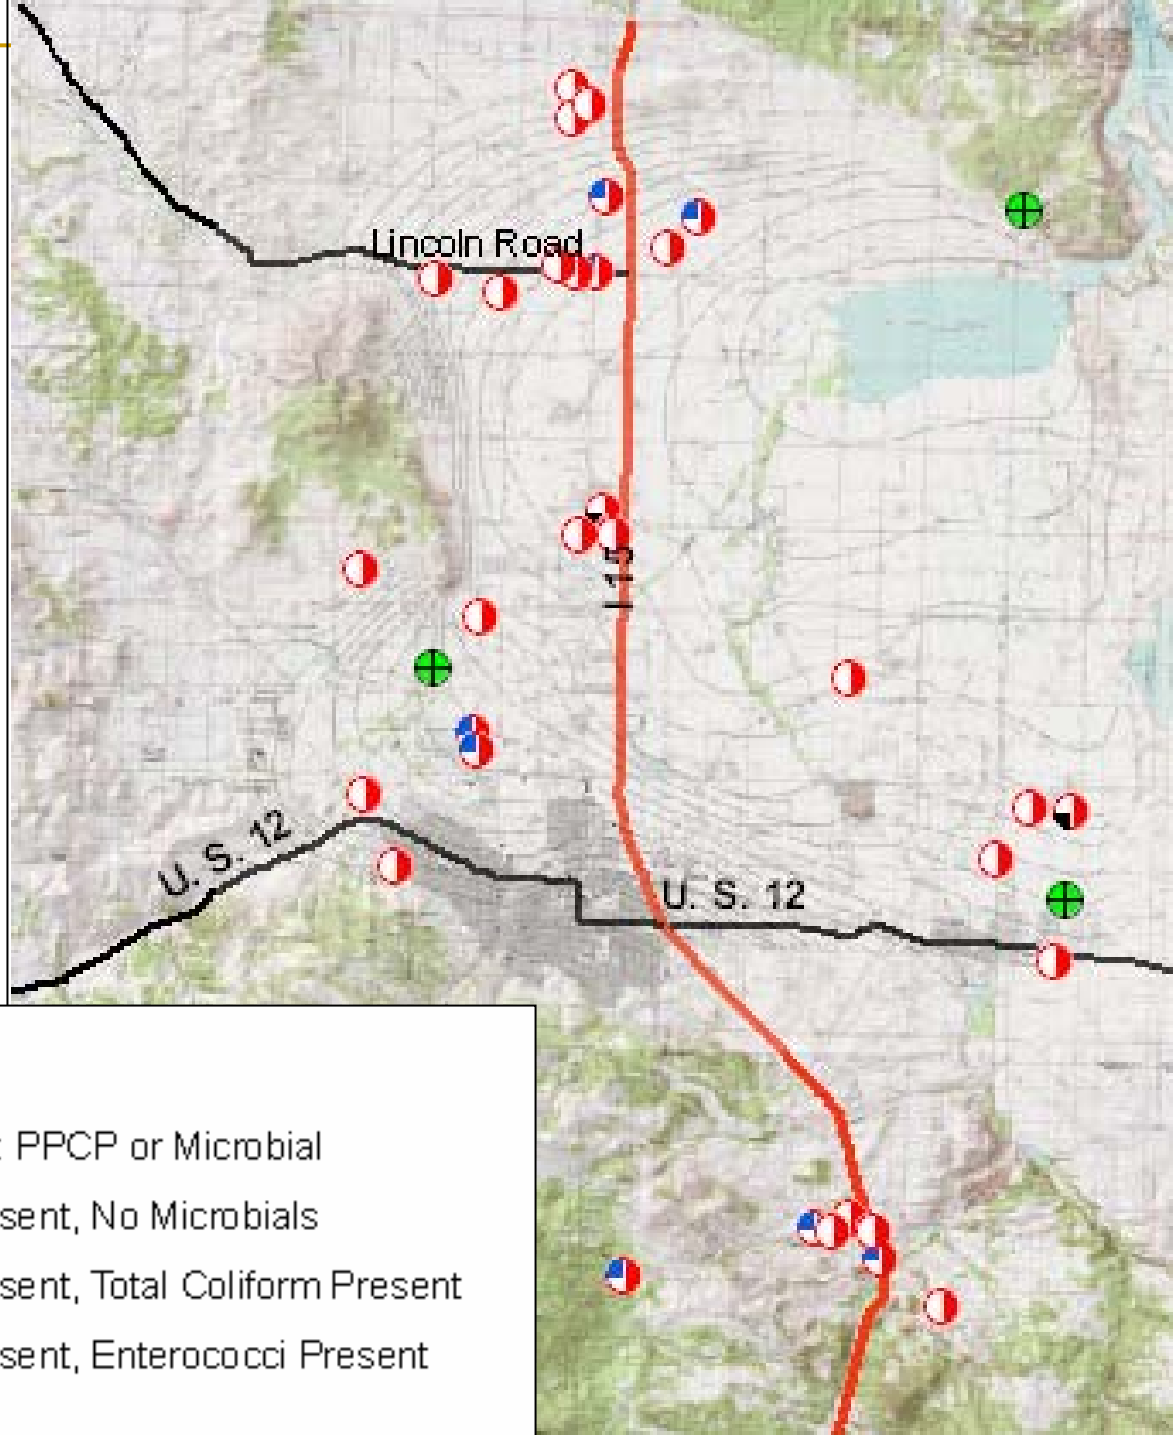 Lincoln Road
I 15
U. S. 12
U. S. 12
: PPCP or Microbial
sent, No Microbials
sent, Total Coliform Present
sent, Enterococci Present